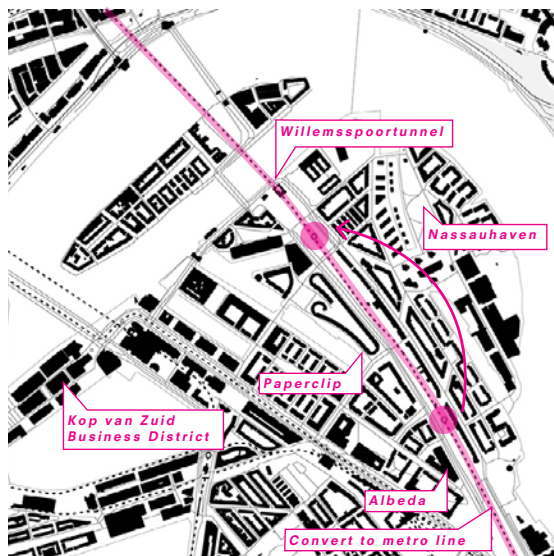 Willemsspoortunnel
Nassauhaven
Paperclip
Kop van Zuid
Business District
Albeda
Convert to metro line